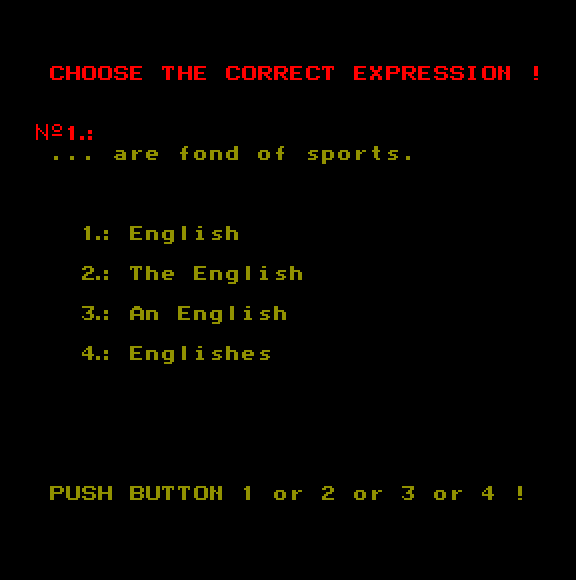 CHOOSE THE CORRECT EXPRESSION !
Nº1.:
... are fond of sports.
1.: English
2.: The English
3.: An English
4.: Englishes
PUSH BUTTON 1 or 2 or 3 or 4 !